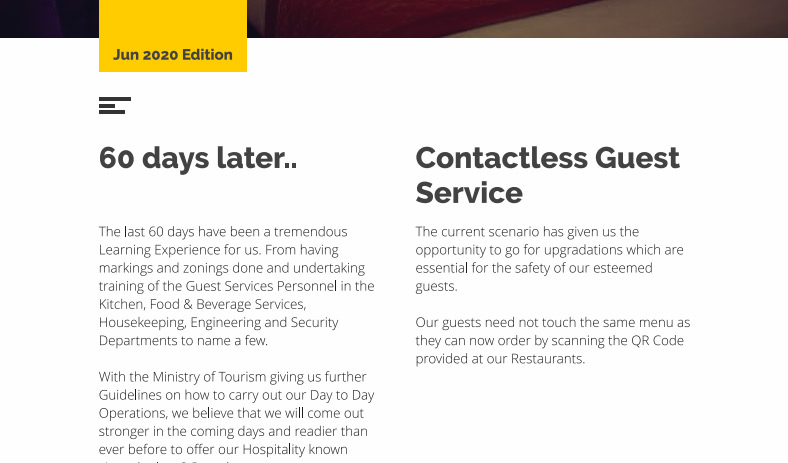 Jun 2020 Edition
60 days later..
The last 60 days have been a tremendous
Learning Experience for us. From having
markings and zonings done and undertaking
training of the Guest Services Personnel in the
Kitchen, Food & Beverage Services,
Housekeeping, Engineering and Security
Departments to name a few.
With the Ministry of Tourism giving us further
Guidelines on how to carry out our Day to Day
Operations, we believe that we will come out
stronger in the coming days and readier than
ever before to offer our Hospitality known
Contactless Guest
Service
The current scenario has given us the
opportunity to go for upgradations which are
essential for the safety of our esteemed
guests.
Our guests need not touch the same menu as
they can now order by scanning the QR Code
provided at our Restaurants.